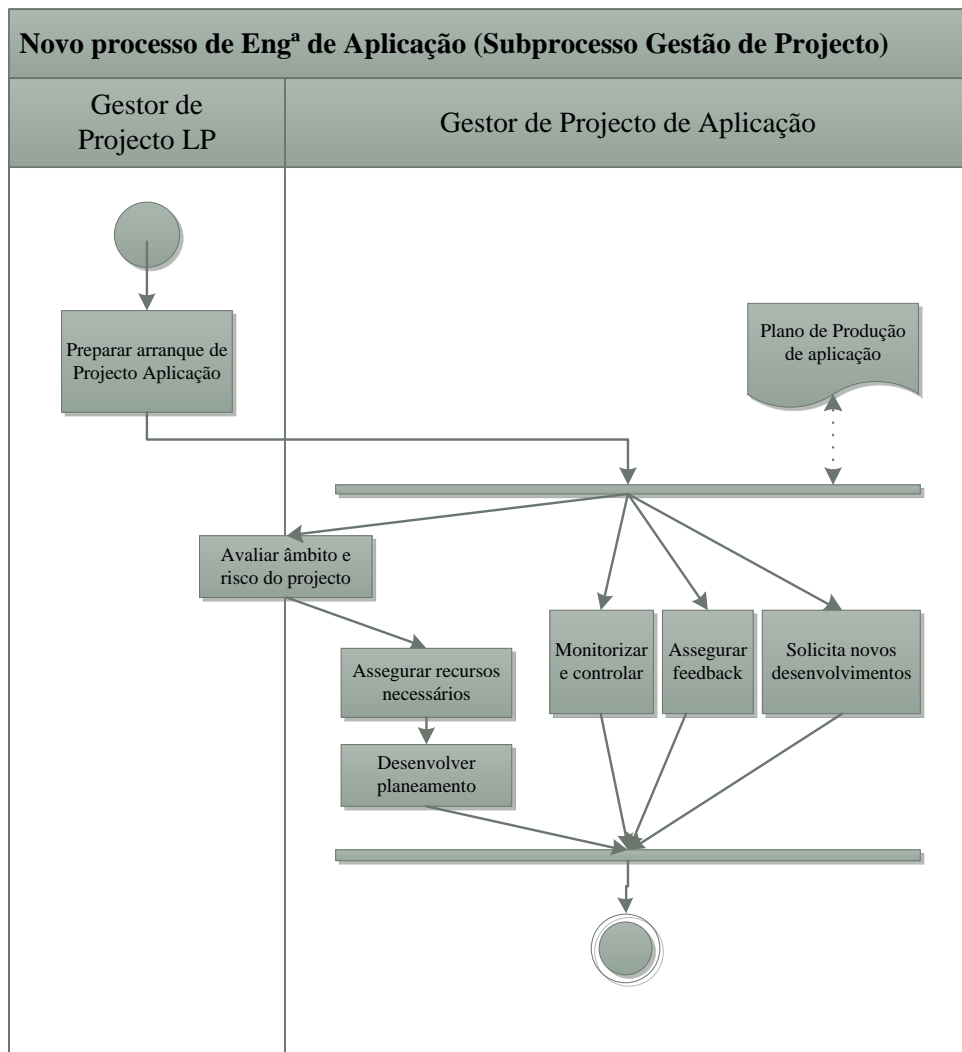 Novo processo de Engª de Aplicação (Subprocesso Gestão de Projecto)
Gestor de
Projecto LP
Gestor de Projecto de Aplicação
Preparar arranque de
Projecto Aplicação
Plano de Produção
de aplicação
Avaliar âmbito e
risco do projecto
Assegurar recursos
necessários
Monitorizar
e controlar
Assegurar
feedback
Solicita novos
desenvolvimentos
Desenvolver
planeamento